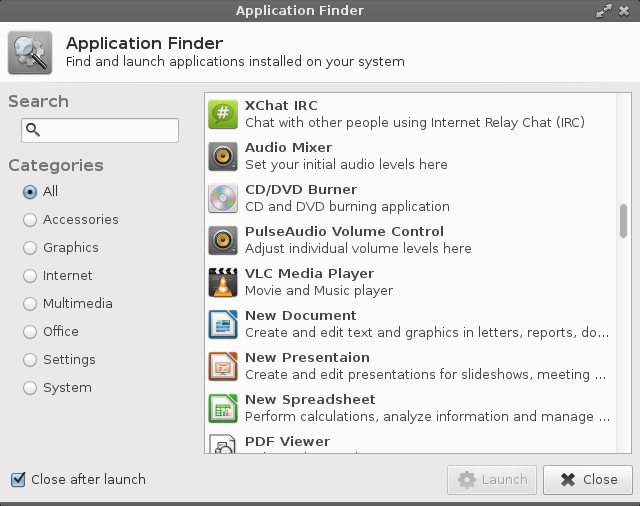 Application Finder
Application Finder
Find and launch applications installed on your system
Search
Categories
All
Accessories
Graphics
Internet
Multimedia
Office
Settings
System
XChat IRC
Chat with other people using Internet Relay Chat (IRC)
Audio Mixer
Set your initial audio levels here
CD/DVD Burner
CD and DVD burning application
PulseAudio Volume Control
Adjust individual volume levels here
VLC Media Player
Movie and Music player
New Document
Create and edit text and graphics in letters, reports, do...
New Presentaion
Create and edit presentations for slideshows, meeting ...
New Spreadsheet
Perform calculations, analyze information and manage ...
PDF Viewer
Close after launch
Launch
Close